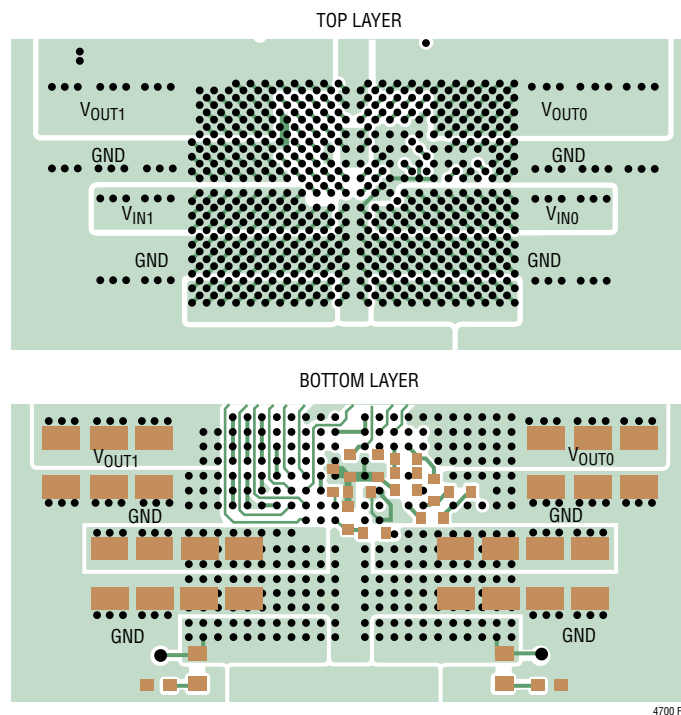 TOP LAYER
VOUT1 VOUT0
GND GND
VIN1 VIN0
GND GND
BOTTOM LAYER
VOUT1 VOUT0
GND GND
GND GND
4700 F